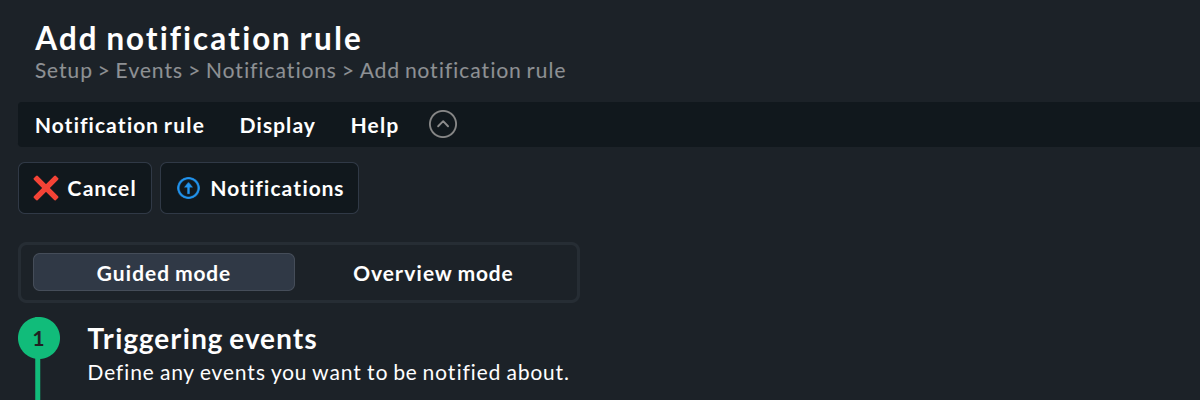 Add notification rule
Setup > Events > Notifications > Add notification rule
Notification rule Display Help
Cancel Notifications
Guided mode Overview mode
1 Triggering events
Define any events you want to be notified about.